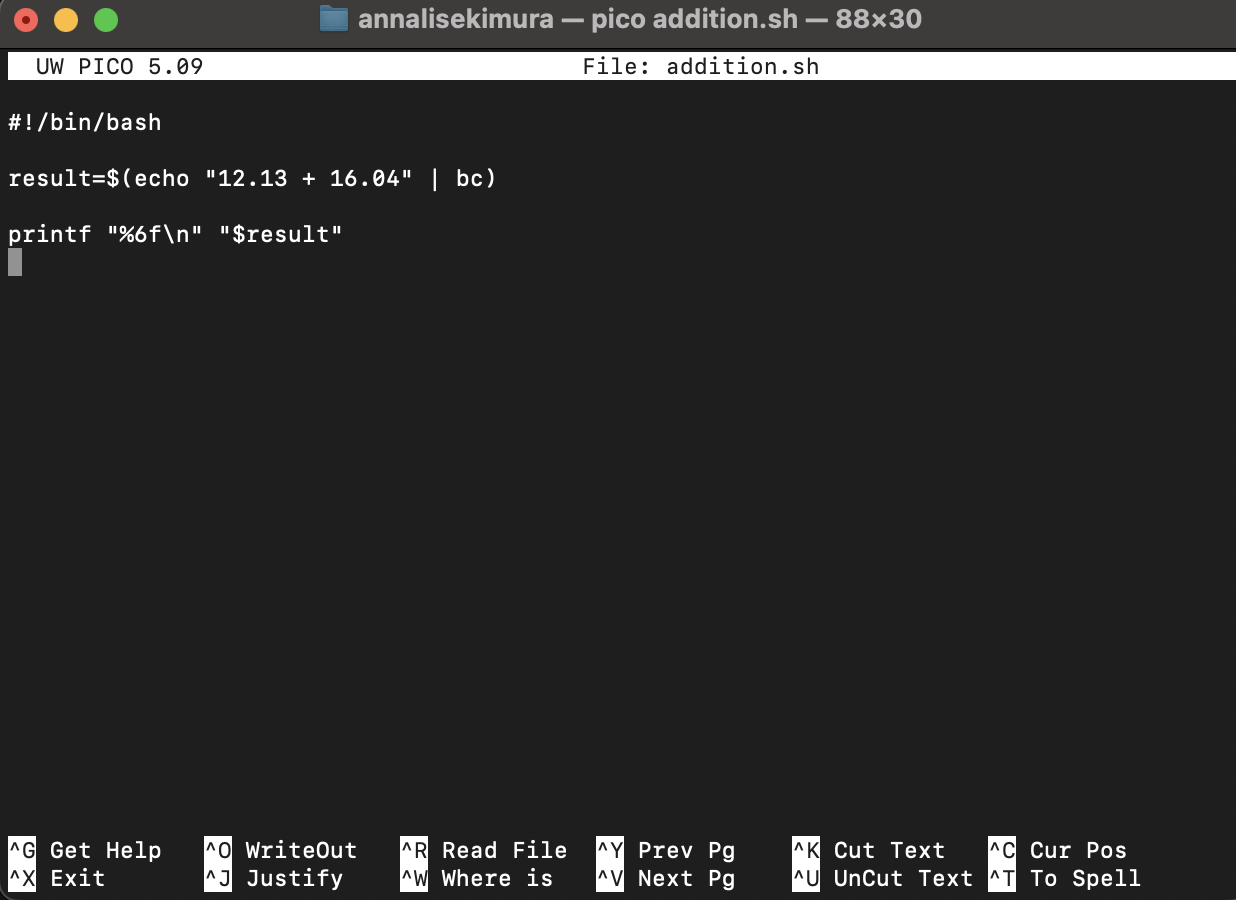 annalisekimura — pico addition.sh — 88×30
UW PICO 5.09 File: addition.sh
#!/bin/bash
result=$(echo "12.13 + 16.04" | bc)
printf "%6f\n" "$result"
^G Get Help ^O WriteOut ^R Read File ^Y Prev Pg ^K Cut Text ^C Cur Pos
^X Exit ^J Justify ^W Where is ^V Next Pg ^U UnCut Text ^T To Spell